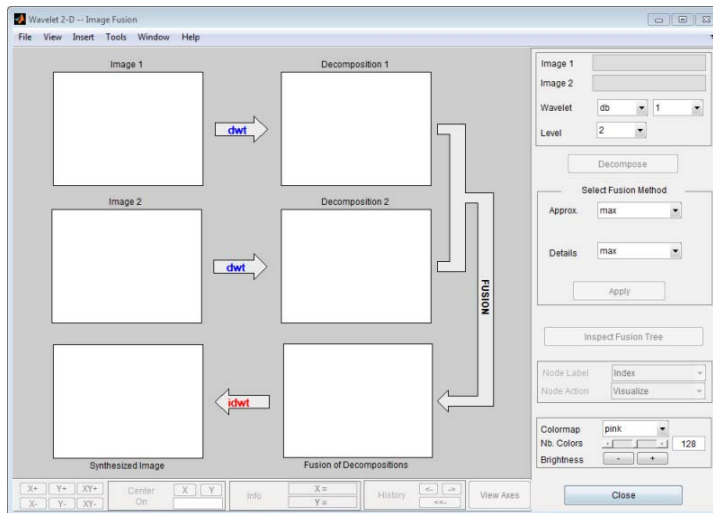 Wavelet 2-D -- Image Fusion
File View Insert Tools Window Help
Image 1
Decomposition 1
dwt
Image 2
Decomposition 2
dwt
FUSION
idwt
Synthesized Image
Fusion of Decompositions
Image 1
Image 2
Wavelet db 1
Level 2
Decompose
Select Fusion Method
Approx. max
Details max
Apply
Inspect Fusion Tree
Node Label Index
Node Action Visualize
Colormap pink
Nb. Colors 128
Brightness - +
X+ Y+ XY+
X- Y- XY-
Center On X Y
Info X = Y =
History <- -> <<-
View Axes
Close